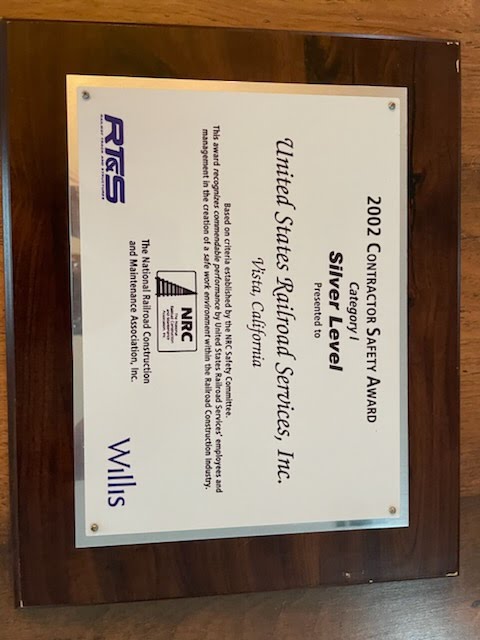 2002 CONTRACTOR SAFETY AWARD
Category I
Silver Level
Presented to
United States Railroad Services, Inc.
Vista, California
Based on criteria established by the NRC Safety Committee.
This award recognizes commendable performance by United States Railroad Services' employees and
management in the creation of a safe work environment within the Railroad Construction Industry.
NRC
The National
Railroad Construction
and Maintenance
Association, Inc.
The National Railroad Construction
and Maintenance Association, Inc.
RT&S
RAILWAY TRACK AND STRUCTURES
Willis